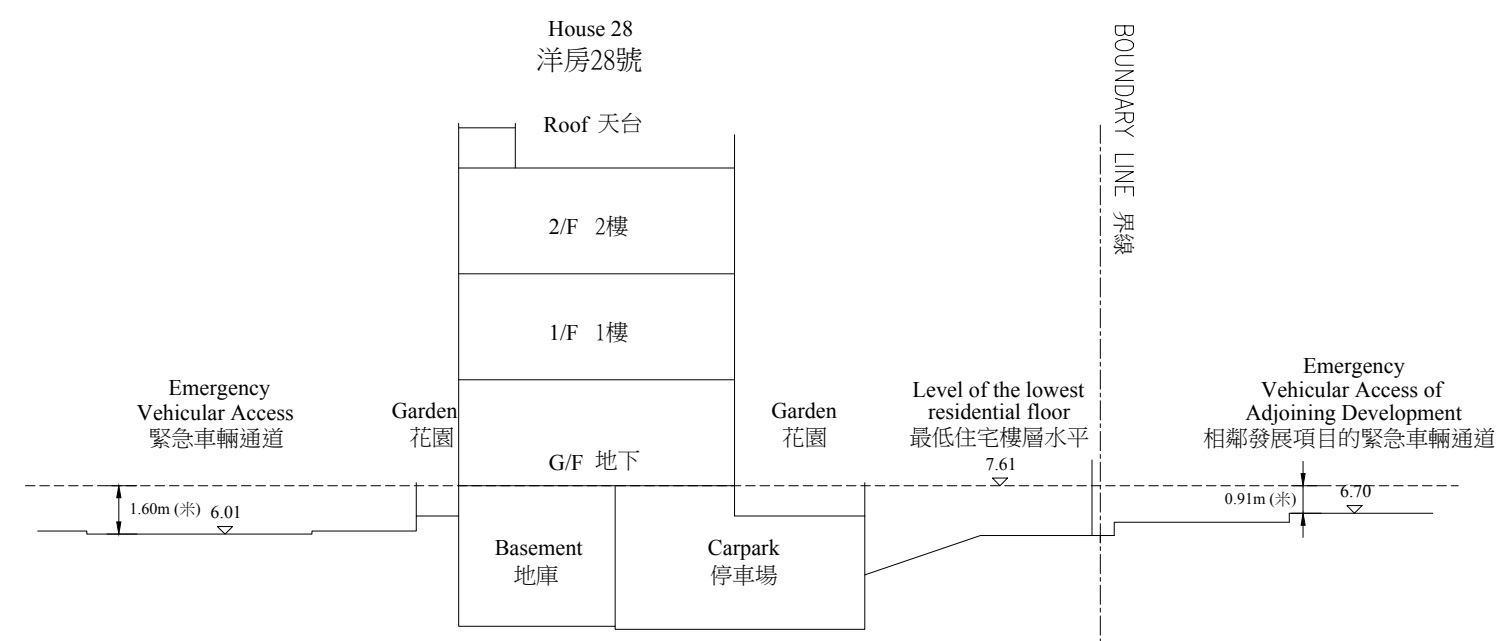 House 28
洋房28號
BOUNDARY LINE 界線
Roof 天台
2/F 2樓
1/F 1樓
Emergency
Vehicular Access
緊急車輛通道
Garden
花園
Garden
花園
Level of the lowest
residential floor
最低住宅樓層水平
7.61
Emergency
Vehicular Access of
Adjoining Development
相鄰發展項目的緊急車輛通道
G/F 地下
1.60m (米) 6.01
0.91m (米) 6.70
Basement
地庫
Carpark
停車場